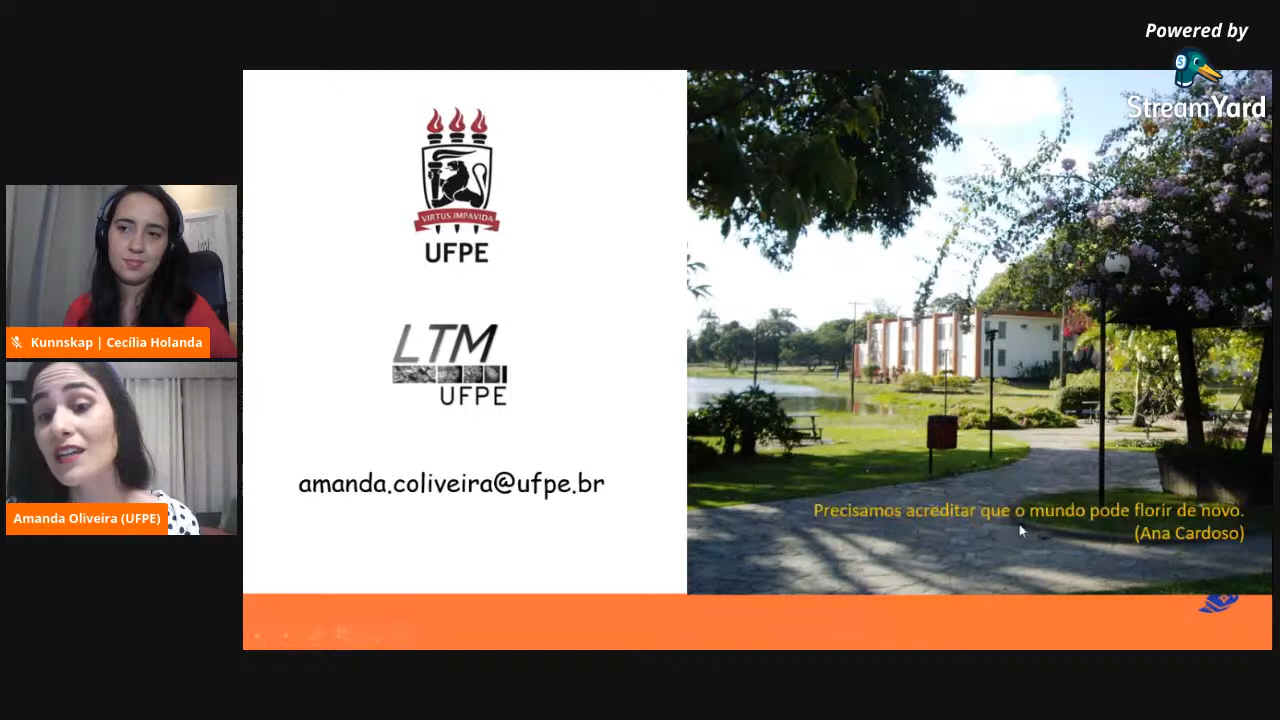 Powered by
StreamYard
VIRTUS IMPAVIDA
UFPE
LTM
UFPE
Kunnskap | Cecília Holanda
Amanda Oliveira (UFPE)
amanda.coliveira@ufpe.br
Precisamos acreditar que o mundo pode florir de novo.
(Ana Cardoso)